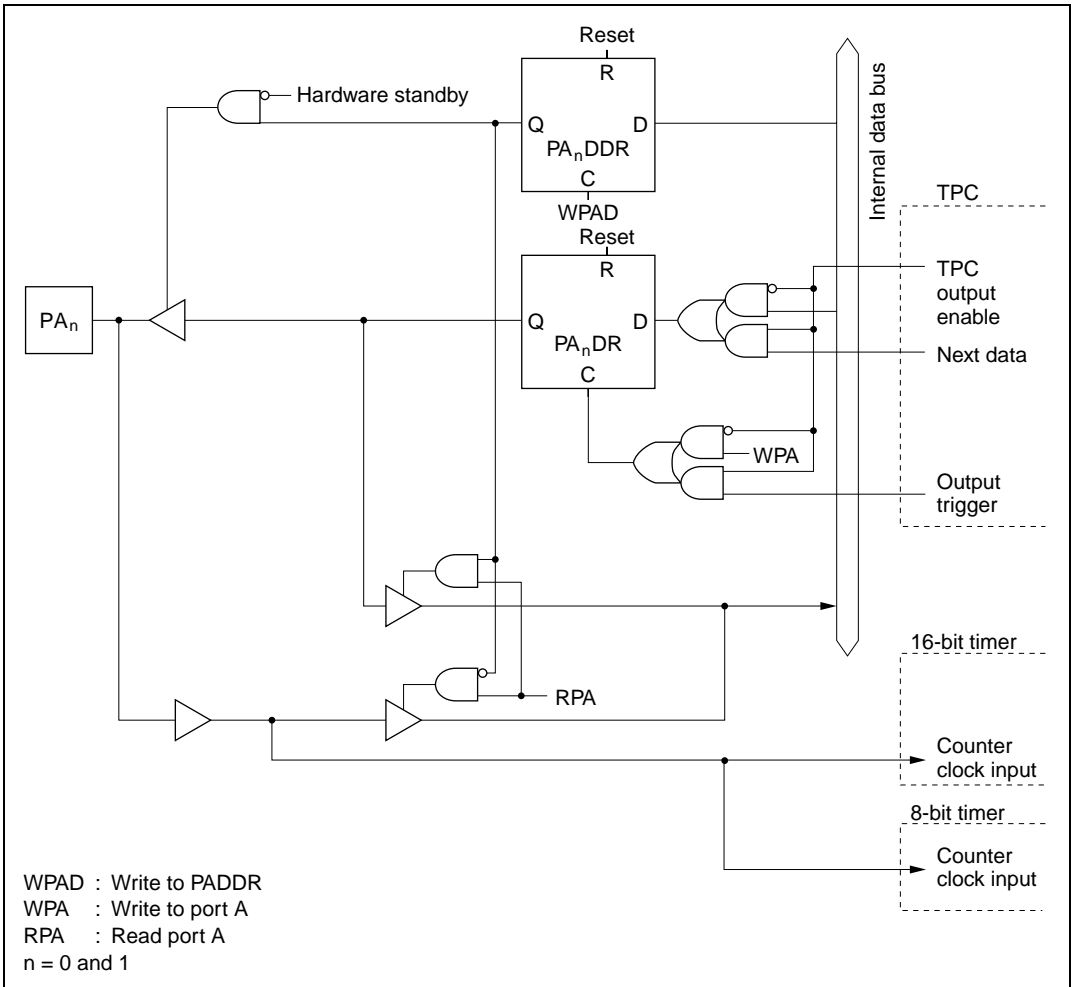 Reset
R
Hardware standby
Q
D
PAnDDR
C
WPAD
Internal data bus
TPC
Reset
R
TPC
output
enable
PAn
Q
D
PAnDR
C
Next data
WPA
Output
trigger
16-bit timer
RPA
Counter
clock input
8-bit timer
Counter
clock input
WPAD : Write to PADDR
WPA : Write to port A
RPA : Read port A
n = 0 and 1